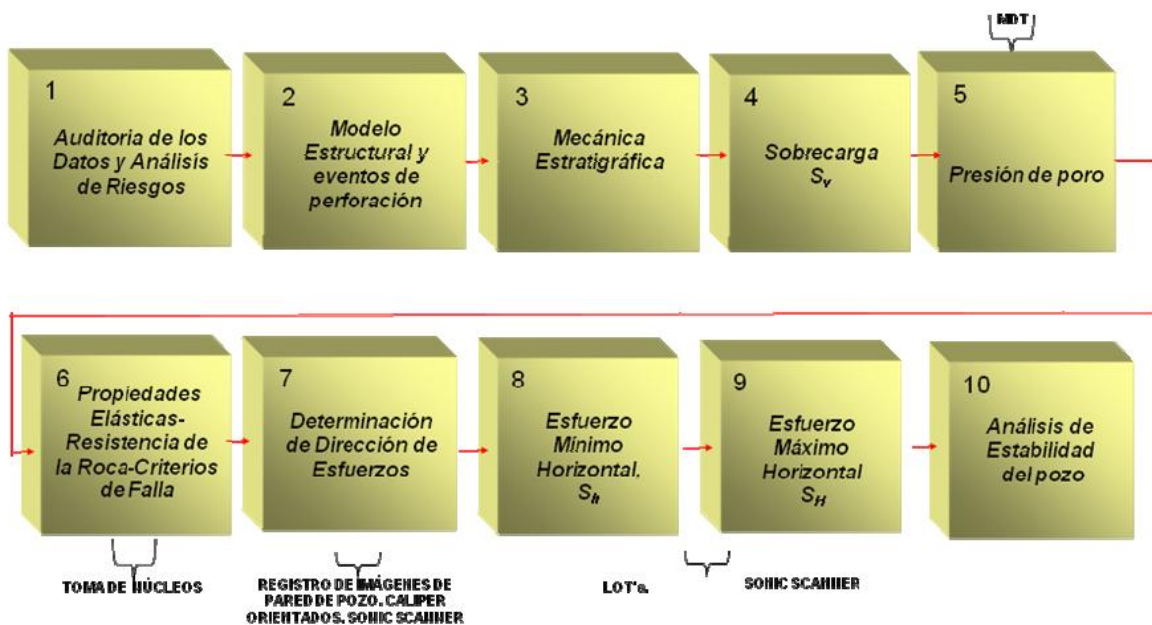 MDT
1
Auditoria de los
Datos y Análisis
de Riesgos
2
Modelo
Estructural y
eventos de
perforación
3
Mecánica
Estratigráfica
4
Sobrecarga
Sv
5
Presión de poro
6
Propiedades
Elásticas-
Resistencia de
la Roca-Criterios
de Falla
7
Determinación
de Dirección de
Esfuerzos
8
Esfuerzo
Mínimo
Horizontal,
Sh
9
Esfuerzo
Máximo
Horizontal
SH
10
Análisis de
Estabilidad
del pozo
TOMA DE NÚCLEOS
REGISTRO DE IMÁGENES DE
PARED DE POZO. CALIPER
ORIENTADOS. SONIC SCANNER
LOT's.
SONIC SCANNER